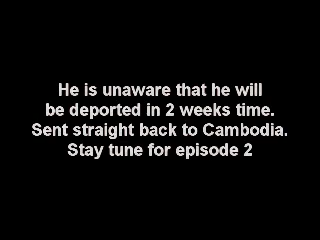 He is unaware that he will
be deported in 2 weeks time.
Sent straight back to Cambodia.
Stay tune for episode 2